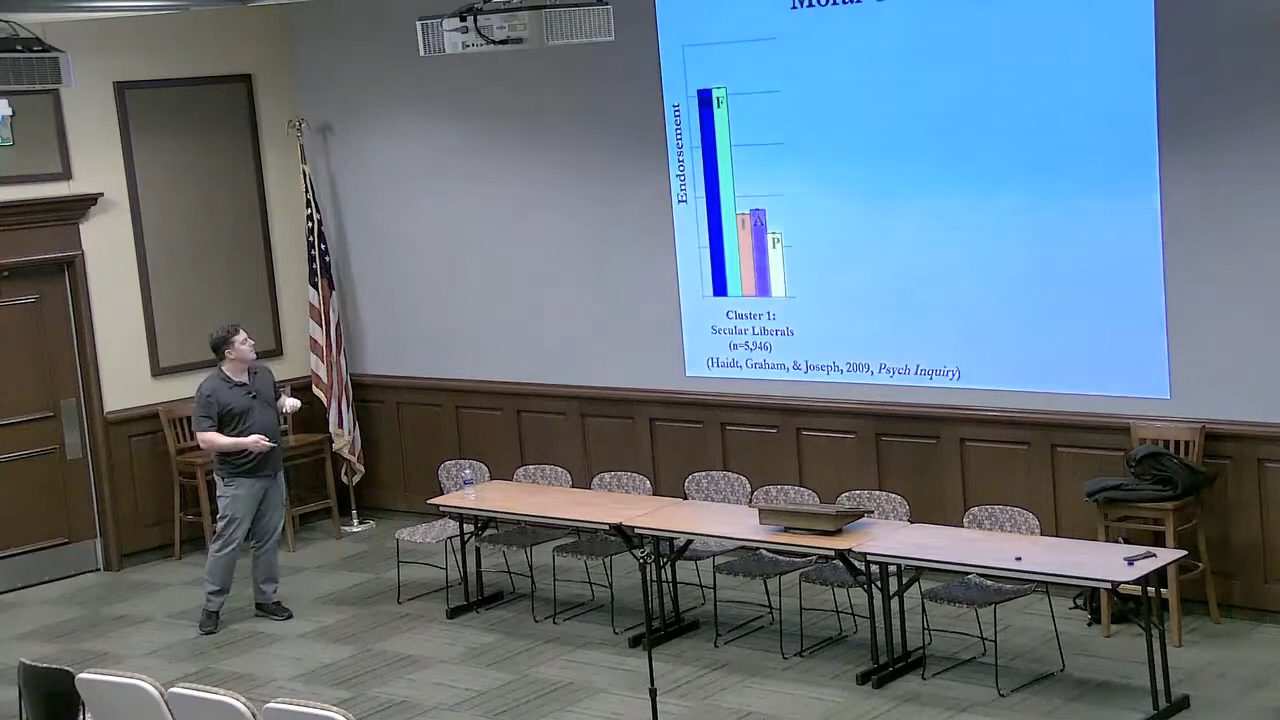 Endorsement
F
I
A
P
Cluster 1:
Secular Liberals
(n=5,946)
(Haidt, Graham, & Joseph, 2009, Psych Inquiry)